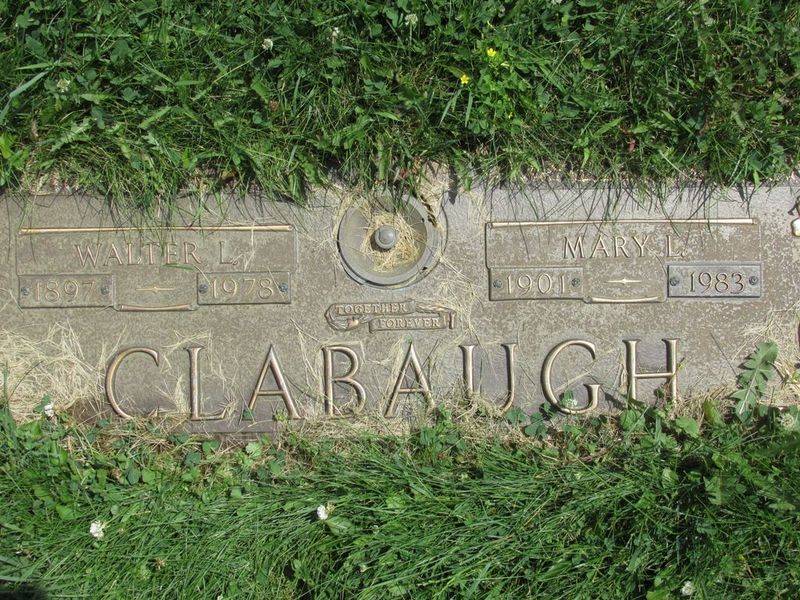 WALTER L.
1897 1978
MARY L.
1901 1983
TOGETHER
FOREVER
CLABAUGH